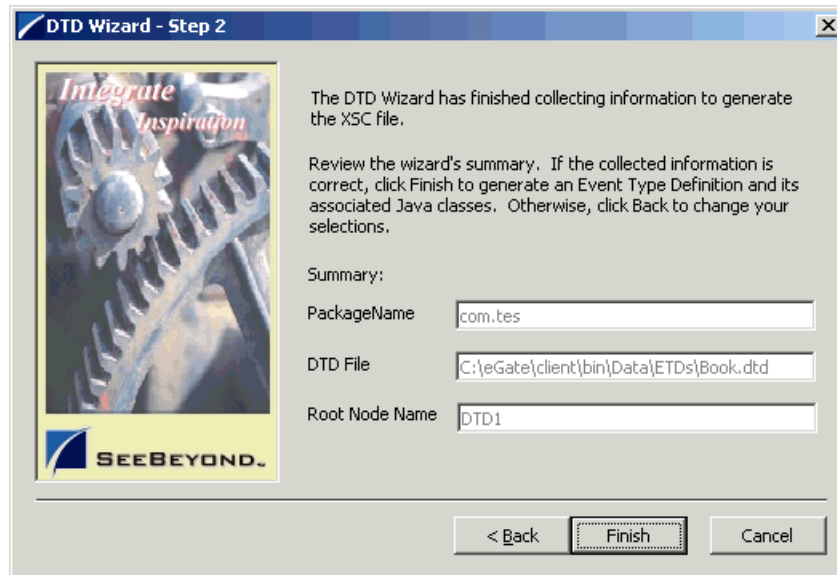 DTD Wizard - Step 2
Integrate
Inspiration
The DTD Wizard has finished collecting information to generate
the XSC file.
Review the wizard's summary. If the collected information is
correct, click Finish to generate an Event Type Definition and its
associated Java classes. Otherwise, click Back to change your
selections.
Summary:
PackageName com.tes
DTD File C:\eGate\client\bin\Data\ETDs\Book.dtd
Root Node Name DTD1
SEEBEYOND™
< Back Finish Cancel